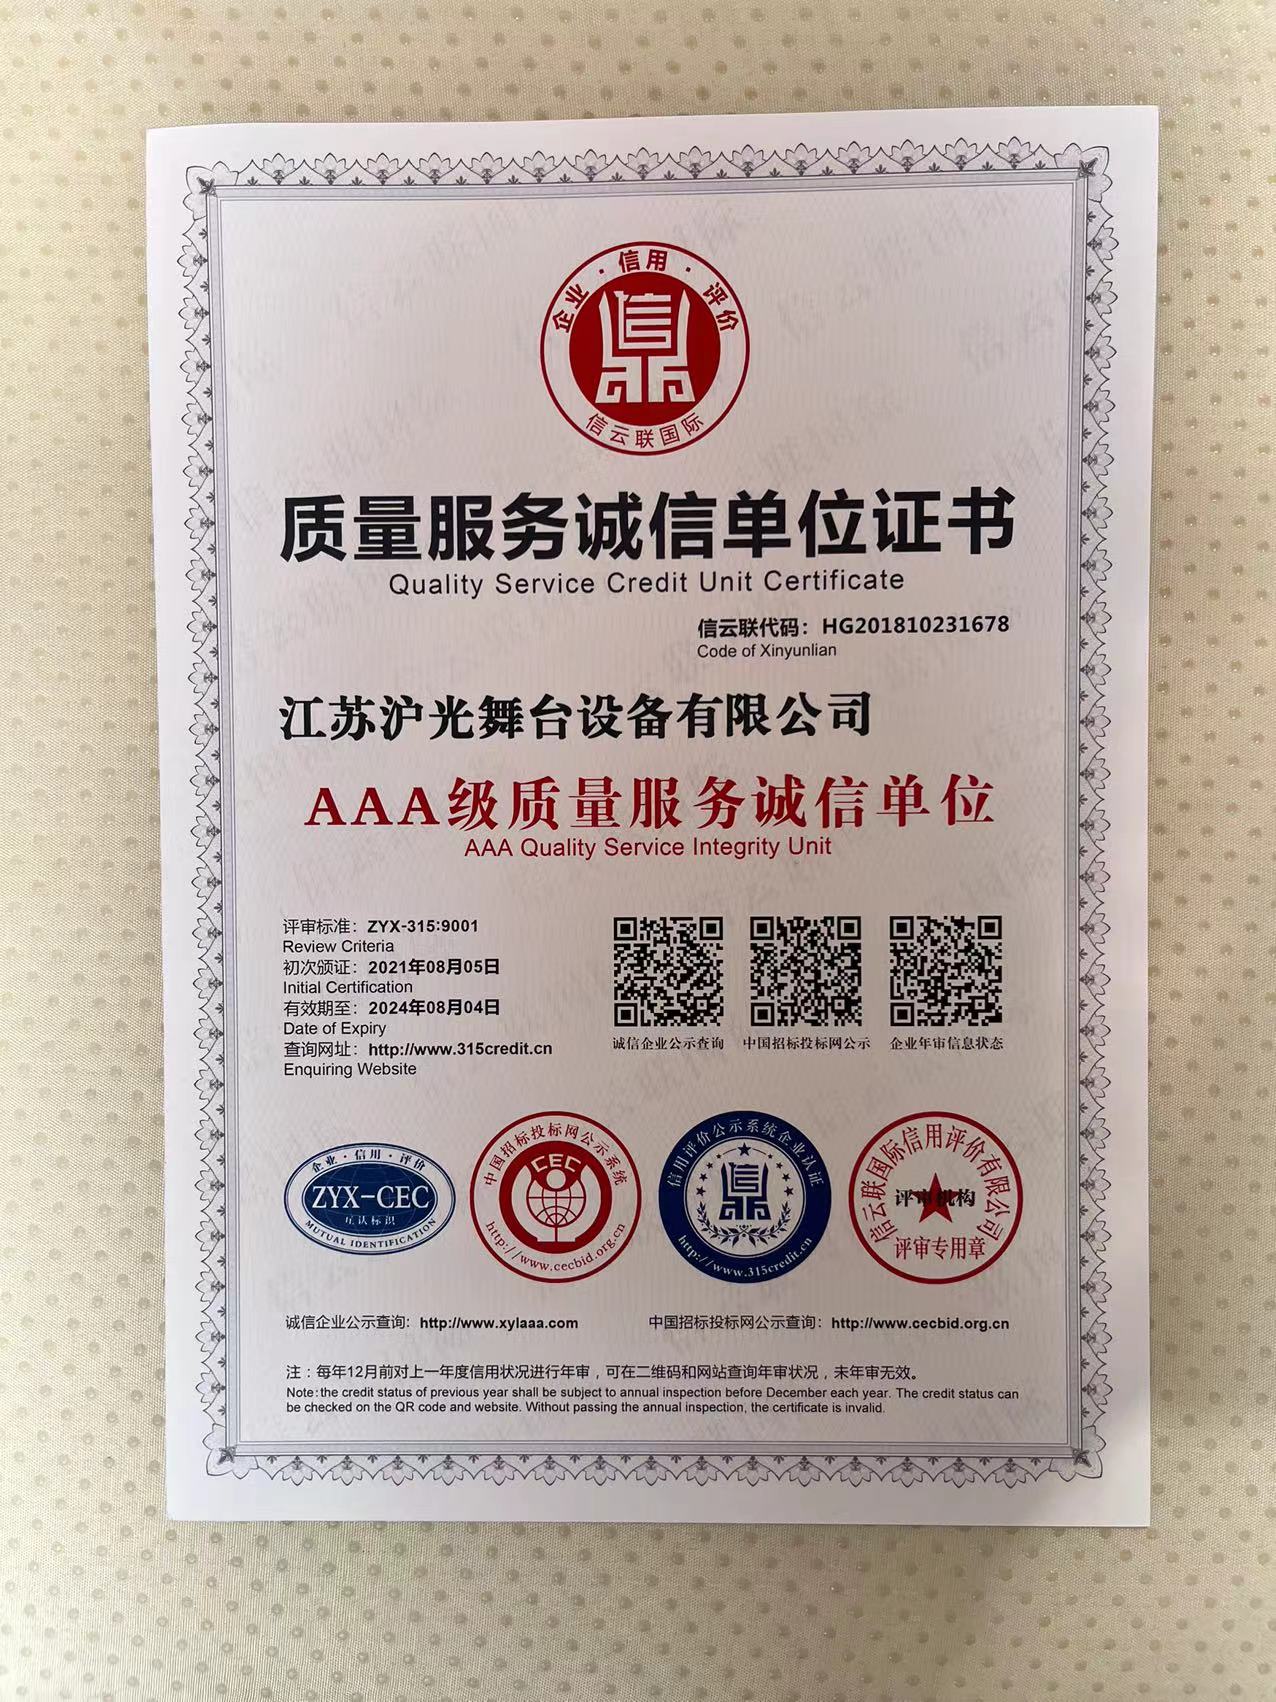 企业·信用·评价
信
信云联国际
质量服务诚信单位证书
Quality Service Credit Unit Certificate
信云联代码：HG201810231678
Code of Xinyunlian
江苏沪光舞台设备有限公司
AAA级质量服务诚信单位
AAA Quality Service Integrity Unit
评审标准：ZYX-315:9001
Review Criteria
初次颁证：2021年08月05日
Initial Certification
有效期至：2024年08月04日
Date of Expiry
查询网址：http://www.315credit.cn
Enquiring Website
诚信企业公示查询 中国招标投标网公示 企业年审信息状态
企业·信用·评价
ZYX-CEC
互认标识
MUTUAL IDENTIFICATION
中国招标投标网公示系统
CEC
http://www.cecbid.org.cn
信用评价公示系统企业认证
信
http://www.315credit.cn
信云联国际信用评价有限公司
评审机构
评审专用章
诚信企业公示查询：http://www.xylaaa.com 中国招标投标网公示查询：http://www.cecbid.org.cn
注：每年12月前对上一年度信用状况进行年审，可在二维码和网站查询年审状况，未年审无效。
Note:the credit status of previous year shall be subject to annual inspection before December each year. The credit status can
be checked on the QR code and website. Without passing the annual inspection, the certificate is invalid.